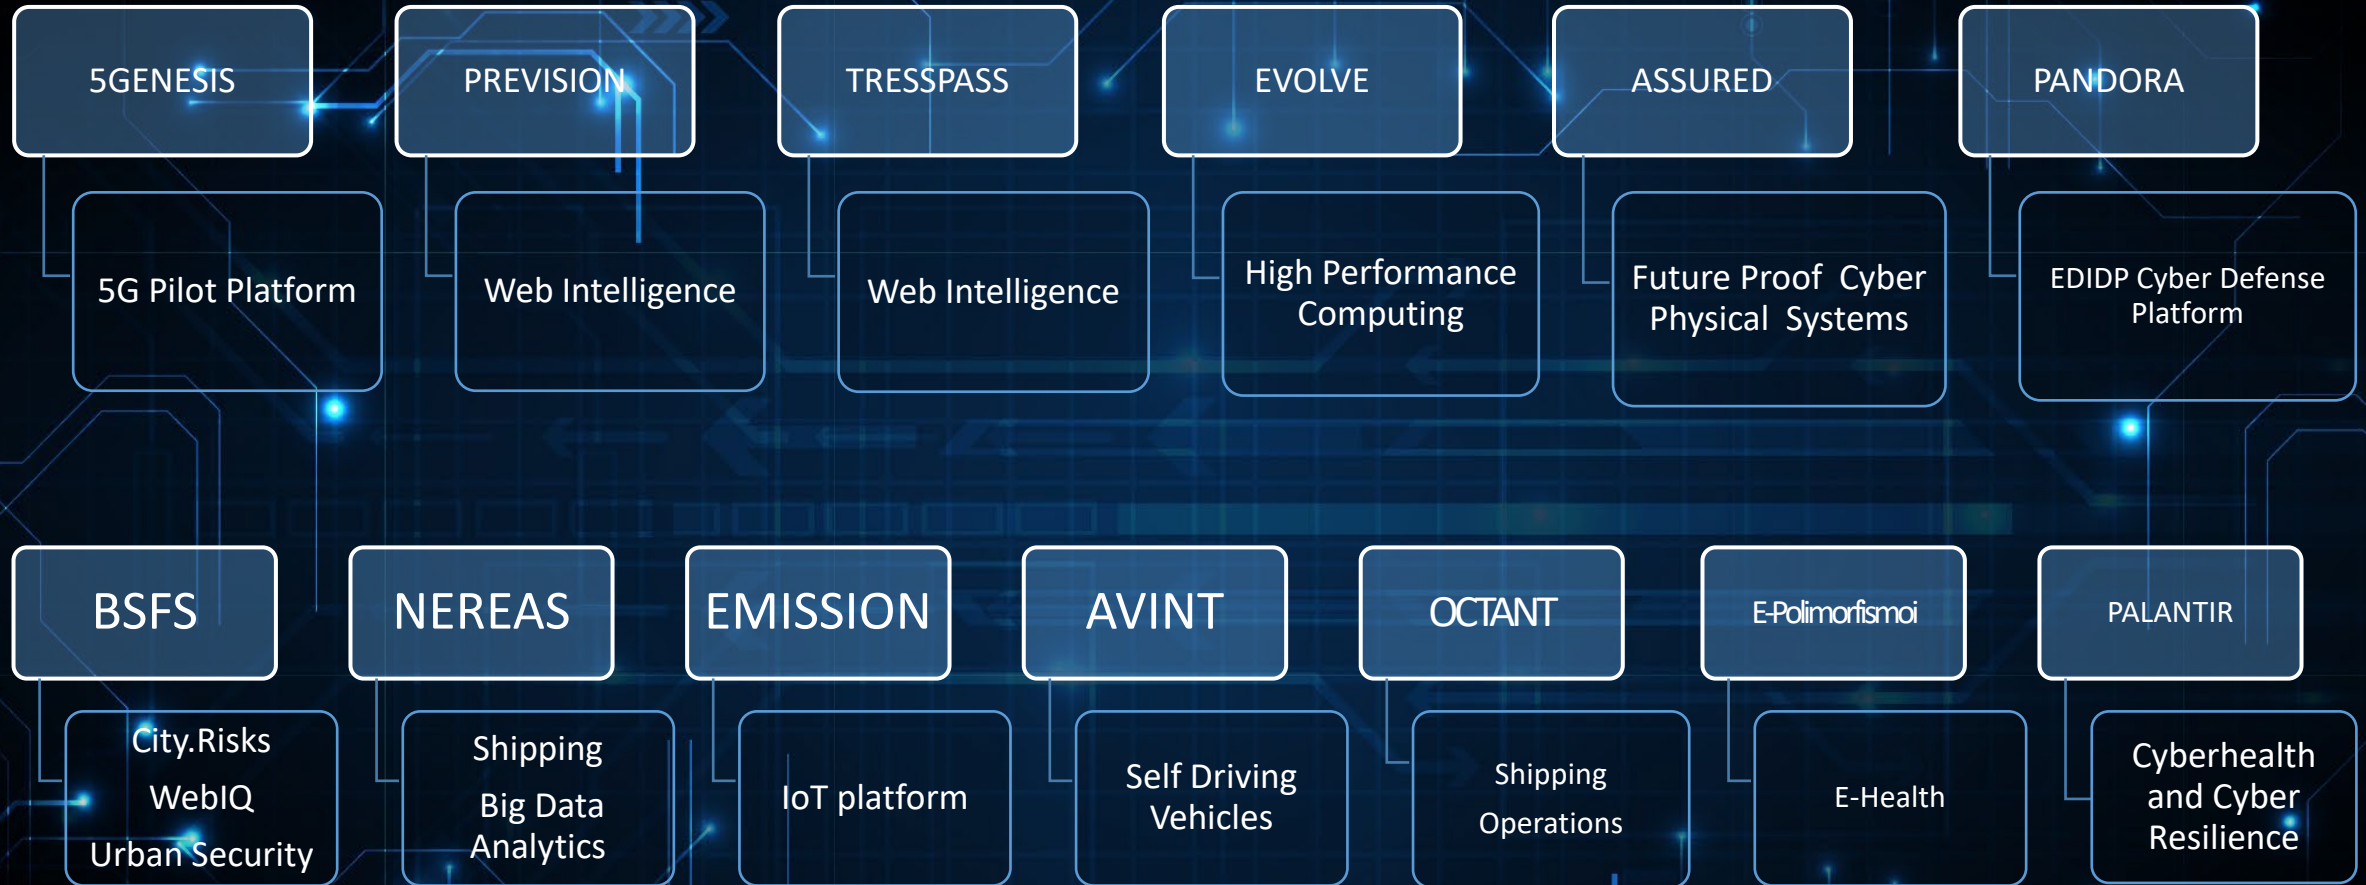 5GENESIS
PREVISION
TRESSPASS
EVOLVE
ASSURED
PANDORA
5G Pilot Platform
Web Intelligence
Web Intelligence
High Performance
Computing
Future Proof Cyber
Physical Systems
EDIDP Cyber Defense
Platform
BSFS
NEREAS
EMISSION
AVINT
OCTANT
E-Polimorfismoi
PALANTIR
City.Risks
WebIQ
Urban Security
Shipping
Big Data
Analytics
IoT platform
Self Driving
Vehicles
Shipping
Operations
E-Health
Cyberhealth
and Cyber
Resilience